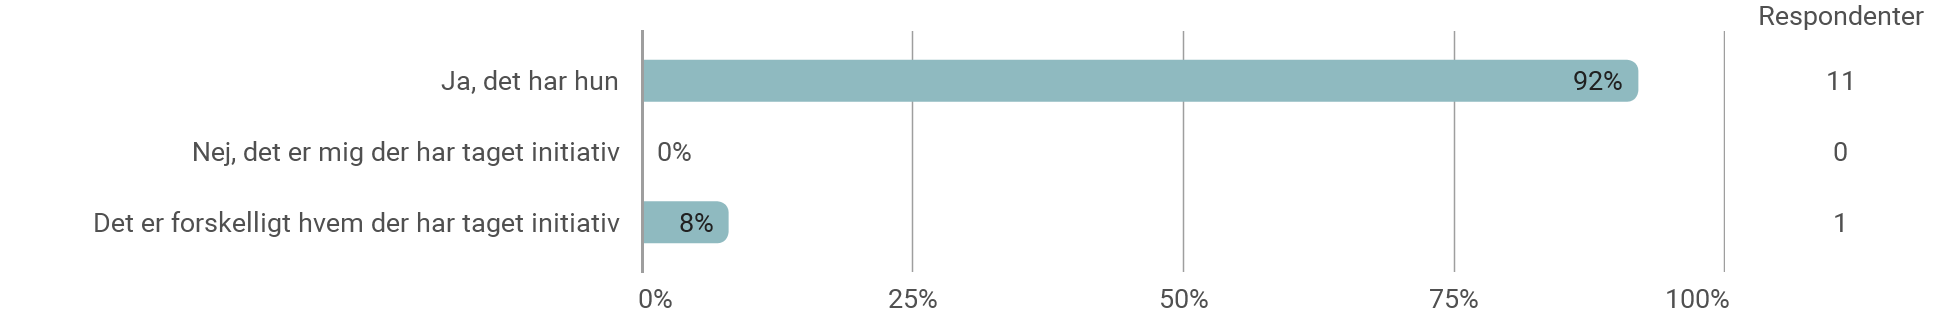 Respondenter
Ja, det har hun 92% 11
Nej, det er mig der har taget initiativ 0% 0
Det er forskelligt hvem der har taget initiativ 8% 1
0% 25% 50% 75% 100%